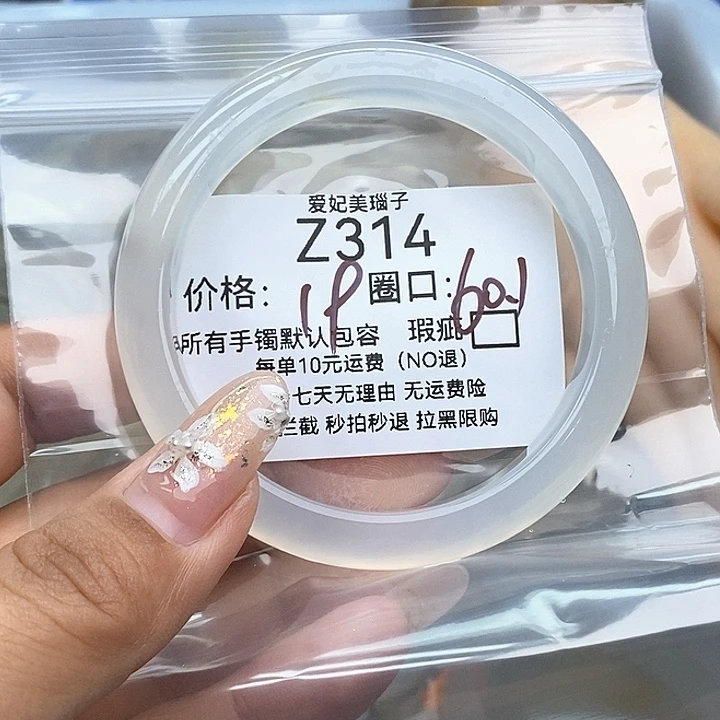 爱妃美瑙子
Z314
价格: 1P 圈口: 60.1
所有手镯默认包容 瑕疵
每单10元运费（NO退）
七天无理由 无运费险
拦截 秒拍秒退 拉黑限购